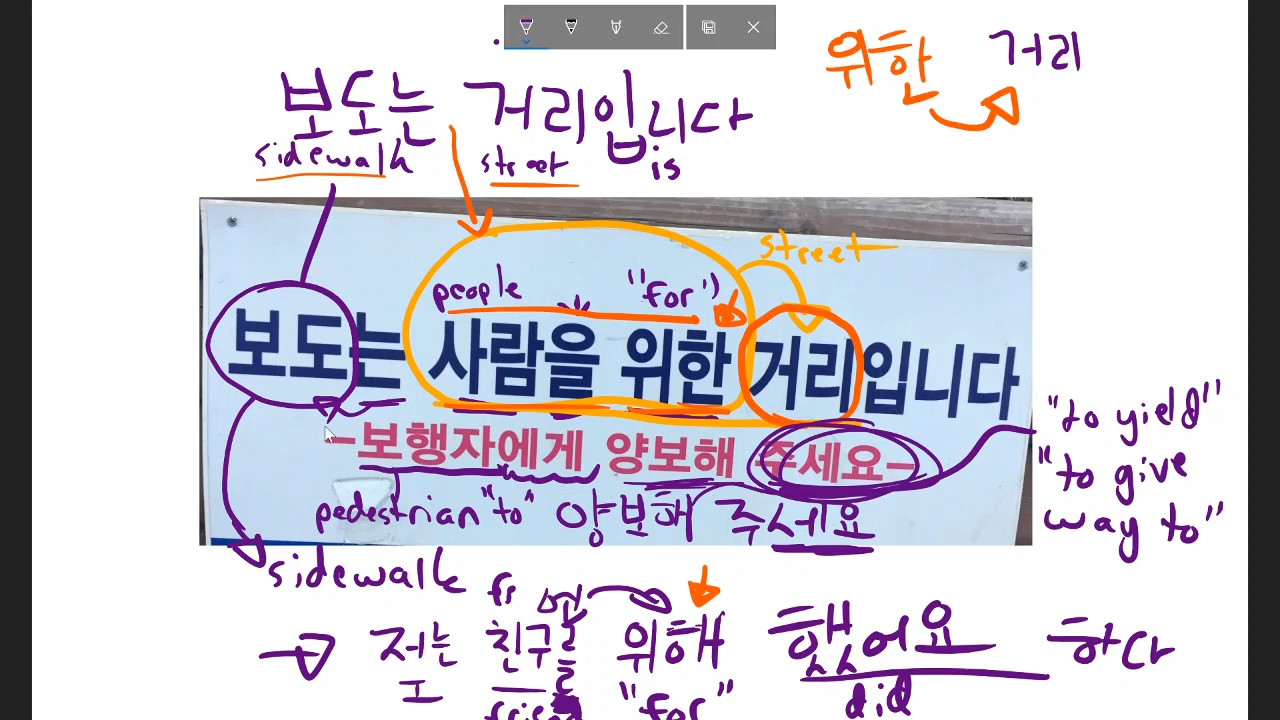 위한 거리
보도는 거리입니다
sidewalk street is
street
people "for"
보도는 사람을 위한 거리입니다
-보행자에게 양보해 주세요-
pedestrian "to" 양보해 주세요
"to yield"
"to give
way to"
sidewalk
저는 친구를 위해 했어요 하다
I friend "for" did